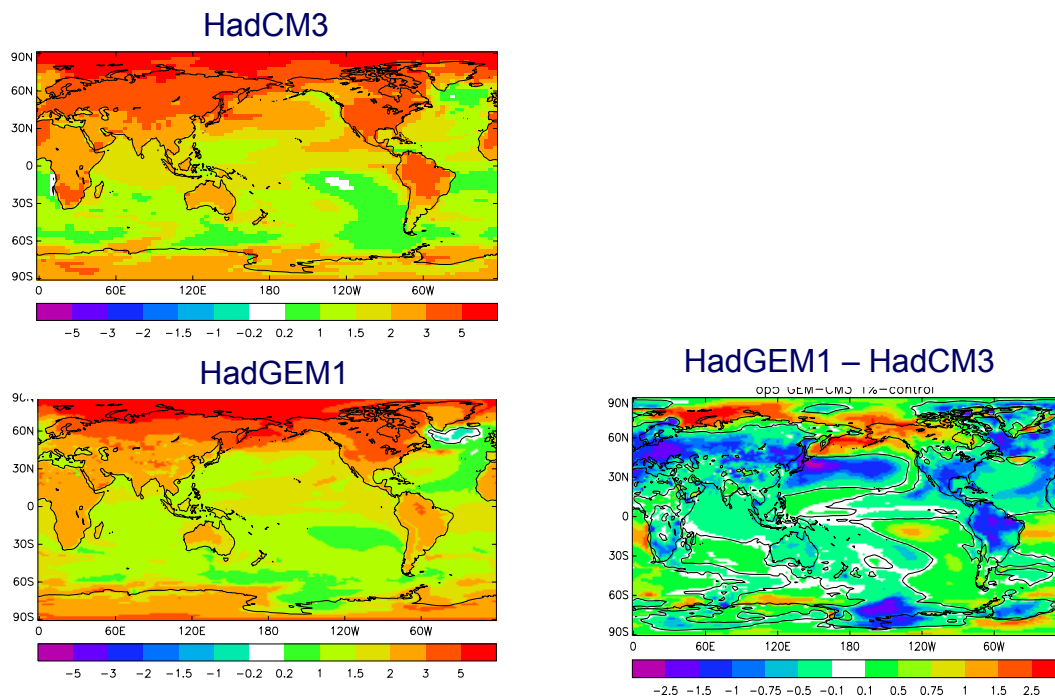 HadCM3
90N
60N
30N
0
30S
60S
90S
0 60E 120E 180 120W 60W
-5 -3 -2 -1.5 -1 -0.2 0.2 1 1.5 2 3 5
HadGEM1
90N
60N
30N
0
30S
60S
90S
0 60E 120E 180 120W 60W
-5 -3 -2 -1.5 -1 -0.2 0.2 1 1.5 2 3 5
HadGEM1 – HadCM3
GEM-CM3 1%-control
90N
60N
30N
0
30S
60S
90S
0 60E 120E 180 120W 60W
-2.5 -1.5 -1 -0.75 -0.5 -0.1 0.1 0.5 0.75 1 1.5 2.5